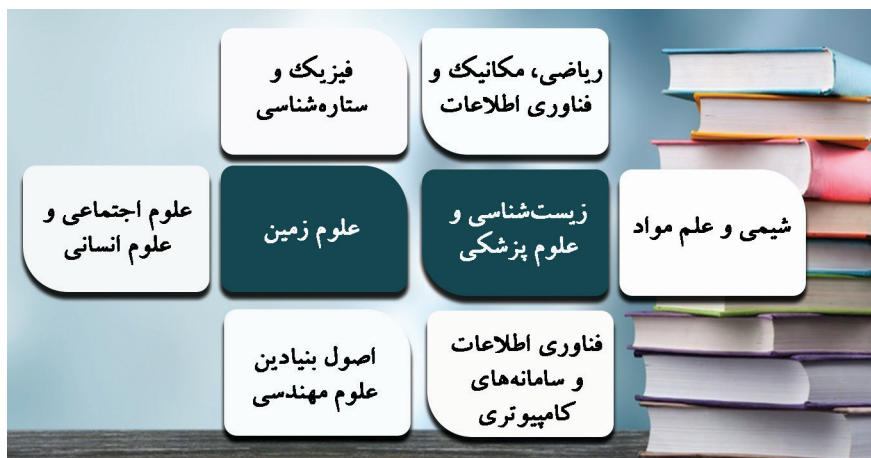 ریاضی، مکانیک و
فناوری اطلاعات
فیزیک و
ستاره‌شناسی
شیمی و علم مواد
زیست‌شناسی و
علوم پزشکی
علوم زمین
علوم اجتماعی و
علوم انسانی
فناوری اطلاعات
و سامانه‌های
کامپیوتری
اصول بنیادین
علوم مهندسی